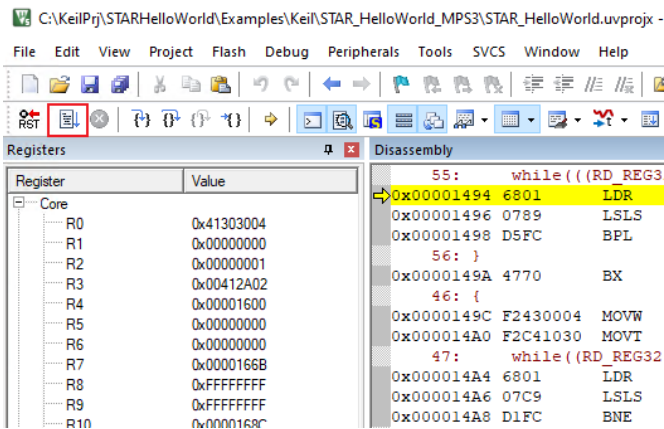 C:\KeilPrj\STARHelloWorld\Examples\Keil\STAR_HelloWorld_MPS3\STAR_HelloWorld.uvprojx -
File Edit View Project Flash Debug Peripherals Tools SVCS Window Help
RST
Registers
Register Value
Core
R0 0x41303004
R1 0x00000000
R2 0x00000001
R3 0x00412A02
R4 0x00001600
R5 0x00000000
R6 0x00000000
R7 0x0000166B
R8 0xFFFFFFFF
R9 0xFFFFFFFF
R10 0x0000168C
Disassembly
55: while(((RD_REG3
0x00001494 6801 LDR
0x00001496 0789 LSLS
0x00001498 D5FC BPL
56: }
0x0000149A 4770 BX
46: {
0x0000149C F2430004 MOVW
0x000014A0 F2C41030 MOVT
47: while((RD_REG32
0x000014A4 6801 LDR
0x000014A6 07C9 LSLS
0x000014A8 D1FC BNE